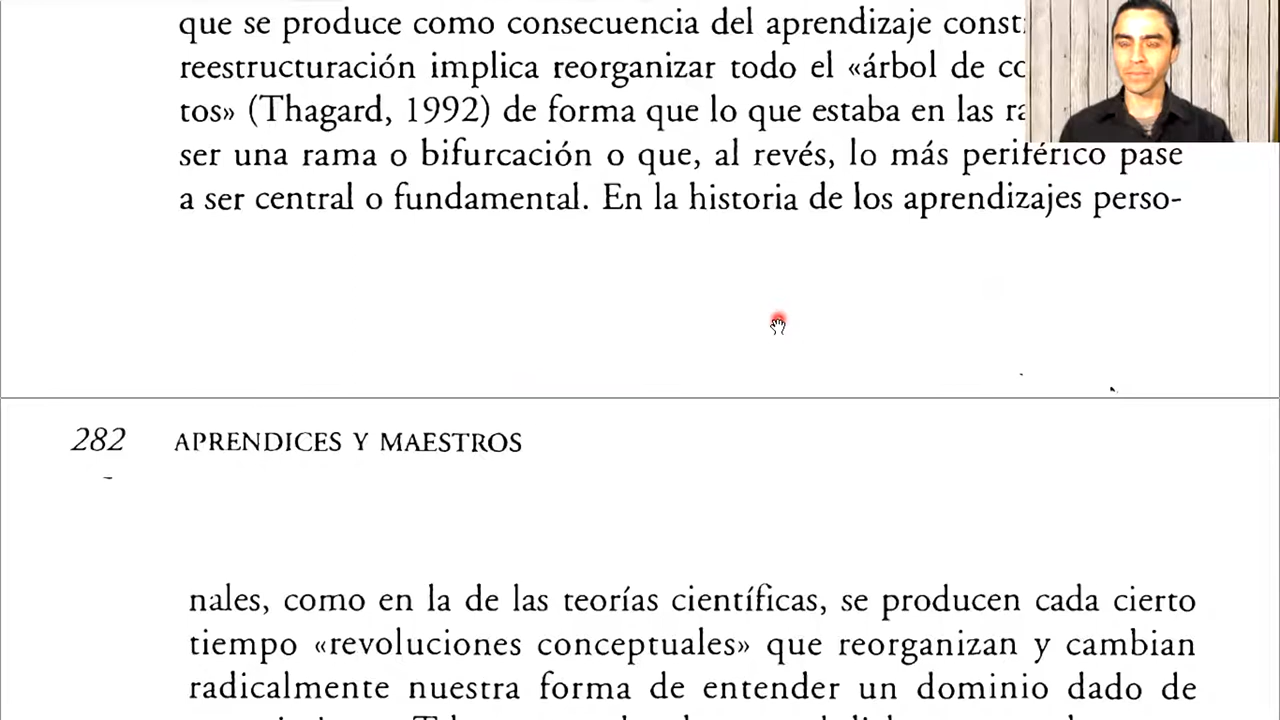 que se produce como consecuencia del aprendizaje
reestructuración implica reorganizar todo el «árbol de
tos» (Thagard, 1992) de forma que lo que estaba en las
ser una rama o bifurcación o que, al revés, lo más periférico pase
a ser central o fundamental. En la historia de los aprendizajes perso-
282 APRENDICES Y MAESTROS
nales, como en la de las teorías científicas, se producen cada cierto
tiempo «revoluciones conceptuales» que reorganizan y cambian
radicalmente nuestra forma de entender un dominio dado de